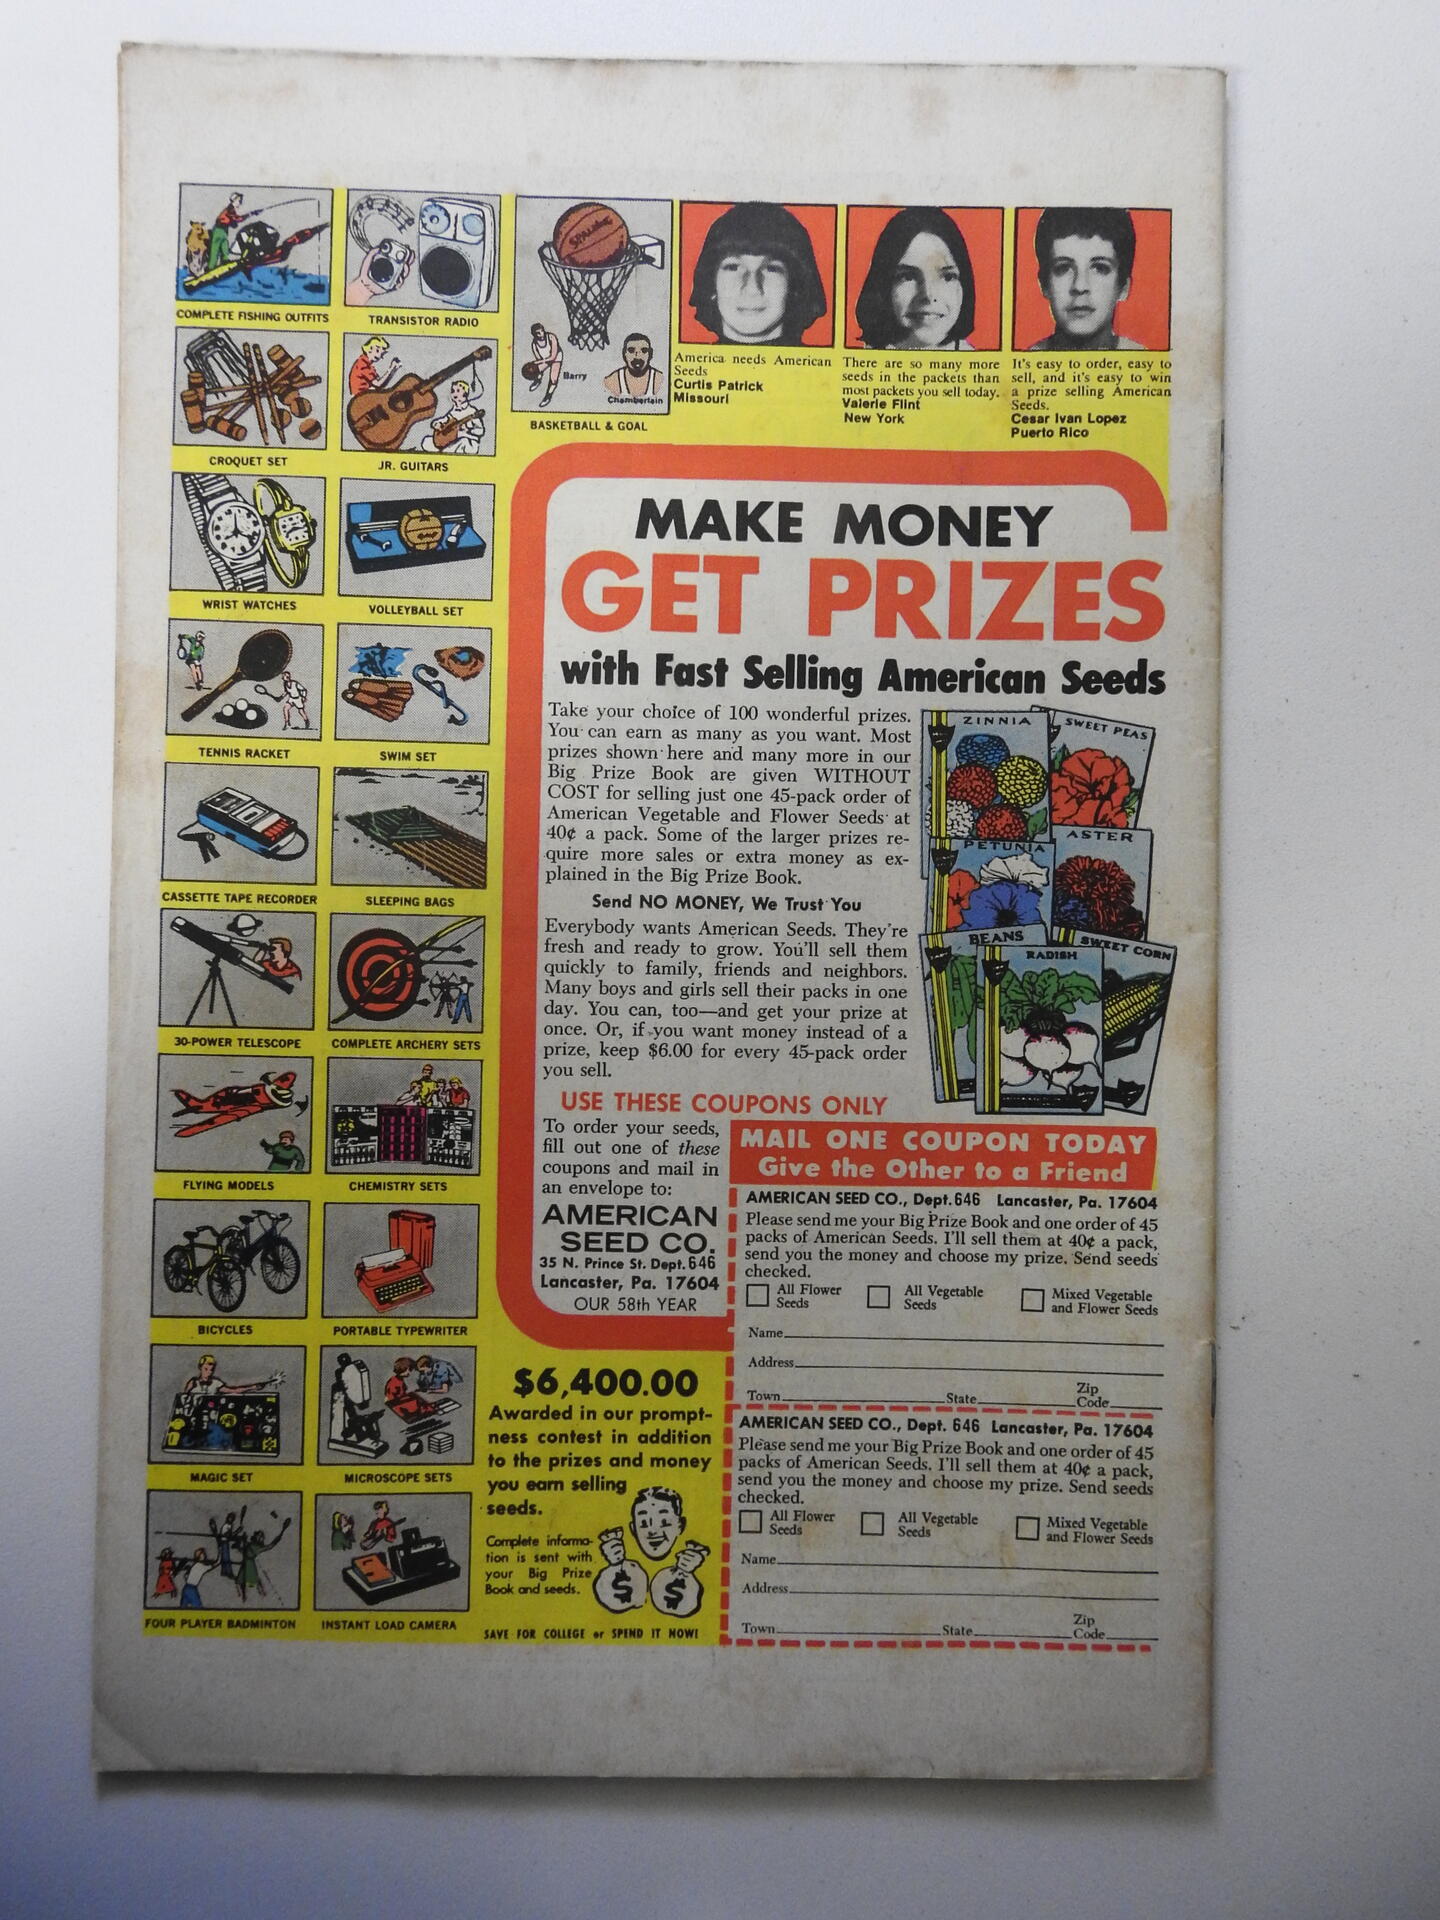 COMPLETE FISHING OUTFITS
TRANSISTOR RADIO
CROQUET SET
JR. GUITARS
WRIST WATCHES
VOLLEYBALL SET
TENNIS RACKET
SWIM SET
CASSETTE TAPE RECORDER
SLEEPING BAGS
30-POWER TELESCOPE
COMPLETE ARCHERY SETS
FLYING MODELS
CHEMISTRY SETS
BICYCLES
PORTABLE TYPEWRITER
MAGIC SET
MICROSCOPE SETS
FOUR PLAYER BADMINTON
INSTANT LOAD CAMERA
SPALDING
Barry
Chamberlain
BASKETBALL & GOAL
America needs American
Seeds
Curtis Patrick
Missouri
There are so many more
seeds in the packets than
most packets you sell today.
Valerie Flint
New York
It's easy to order, easy to
sell, and it's easy to win
a prize selling American
Seeds.
Cesar Ivan Lopez
Puerto Rico
MAKE MONEY
GET PRIZES
with Fast Selling American Seeds
Take your choice of 100 wonderful prizes.
You can earn as many as you want. Most
prizes shown here and many more in our
Big Prize Book are given WITHOUT
COST for selling just one 45-pack order of
American Vegetable and Flower Seeds at
40¢ a pack. Some of the larger prizes re-
quire more sales or extra money as ex-
plained in the Big Prize Book.
Send NO MONEY, We Trust You
Everybody wants American Seeds. They're
fresh and ready to grow. You'll sell them
quickly to family, friends and neighbors.
Many boys and girls sell their packs in one
day. You can, too—and get your prize at
once. Or, if you want money instead of a
prize, keep $6.00 for every 45-pack order
you sell.
ZINNIA
SWEET PEAS
PETUNIA
ASTER
BEANS
RADISH
SWEET CORN
USE THESE COUPONS ONLY
To order your seeds,
fill out one of these
coupons and mail in
an envelope to:
AMERICAN
SEED CO.
35 N. Prince St. Dept. 646
Lancaster, Pa. 17604
OUR 58th YEAR
MAIL ONE COUPON TODAY
Give the Other to a Friend
AMERICAN SEED CO., Dept. 646 Lancaster, Pa. 17604
Please send me your Big Prize Book and one order of 45
packs of American Seeds. I'll sell them at 40¢ a pack,
send you the money and choose my prize. Send seeds
checked.
All Flower
Seeds
All Vegetable
Seeds
Mixed Vegetable
and Flower Seeds
Name
Address
Town State Zip
Code
AMERICAN SEED CO., Dept. 646 Lancaster, Pa. 17604
Please send me your Big Prize Book and one order of 45
packs of American Seeds. I'll sell them at 40¢ a pack,
send you the money and choose my prize. Send seeds
checked.
All Flower
Seeds
All Vegetable
Seeds
Mixed Vegetable
and Flower Seeds
Name
Address
Town State Zip
Code
$6,400.00
Awarded in our prompt-
ness contest in addition
to the prizes and money
you earn selling
seeds.
Complete informa-
tion is sent with
your Big Prize
Book and seeds.
$ $
SAVE FOR COLLEGE or SPEND IT NOW!